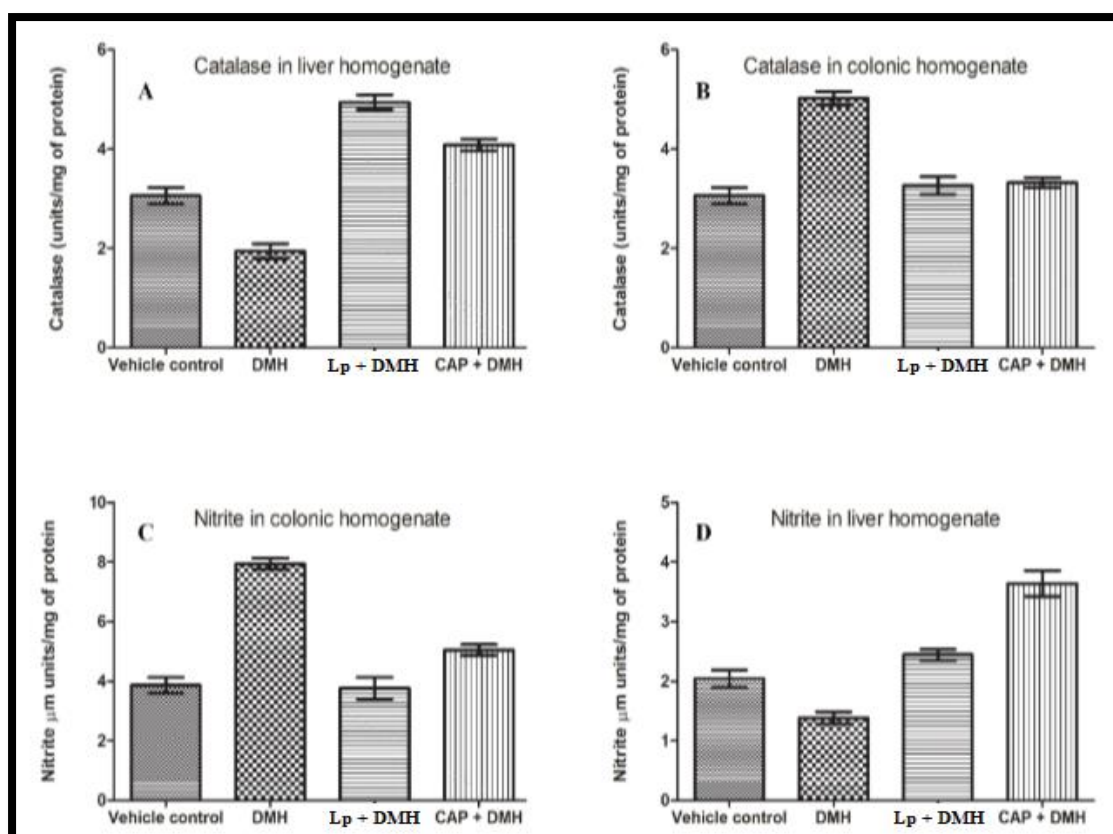 Catalase in liver homogenate
A
Catalase (units/mg of protein)
6
4
2
0
Vehicle control DMH Lp + DMH CAP + DMH
Catalase in colonic homogenate
B
Catalase (units/mg of protein)
6
4
2
0
Vehicle control DMH Lp + DMH CAP + DMH
Nitrite in colonic homogenate
C
Nitrite μm units/mg of protein
10
8
6
4
2
0
Vehicle control DMH Lp + DMH CAP + DMH
Nitrite in liver homogenate
D
Nitrite μm units/mg of protein
5
4
3
2
1
0
Vehicle control DMH Lp + DMH CAP + DMH